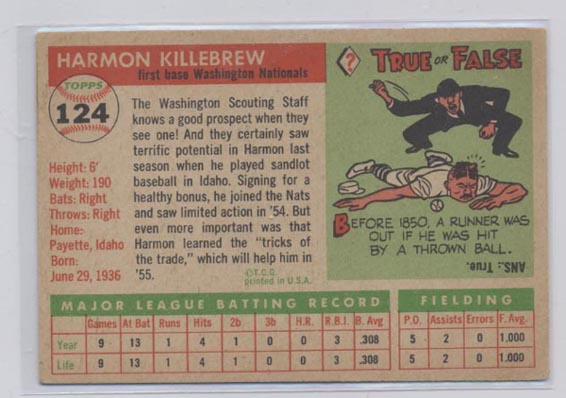 HARMON KILLEBREW
first base Washington Nationals
TOPPS
124
Height: 6'
Weight: 190
Bats: Right
Throws: Right
Home:
Payette, Idaho
Born:
June 29, 1936
The Washington Scouting Staff
knows a good prospect when they
see one! And they certainly saw
terrific potential in Harmon last
season when he played sandlot
baseball in Idaho. Signing for a
healthy bonus, he joined the Nats
and saw limited action in '54. But
even more important was that
Harmon learned the "tricks of
the trade," which will help him in
'55.
© T.C.G.
printed in U.S.A.
?
TRUE OR FALSE
BEFORE 1850, A RUNNER WAS
OUT IF HE WAS HIT
BY A THROWN BALL.
ANS.: True.
MAJOR LEAGUE BATTING RECORD
Games At Bat Runs Hits 2b 3b H.R. R.B.I. B. Avg
Year 9 13 1 4 1 0 0 3 .308
Life 9 13 1 4 1 0 0 3 .308
FIELDING
P.O. Assists Errors F. Avg.
5 2 0 1.000
5 2 0 1.000